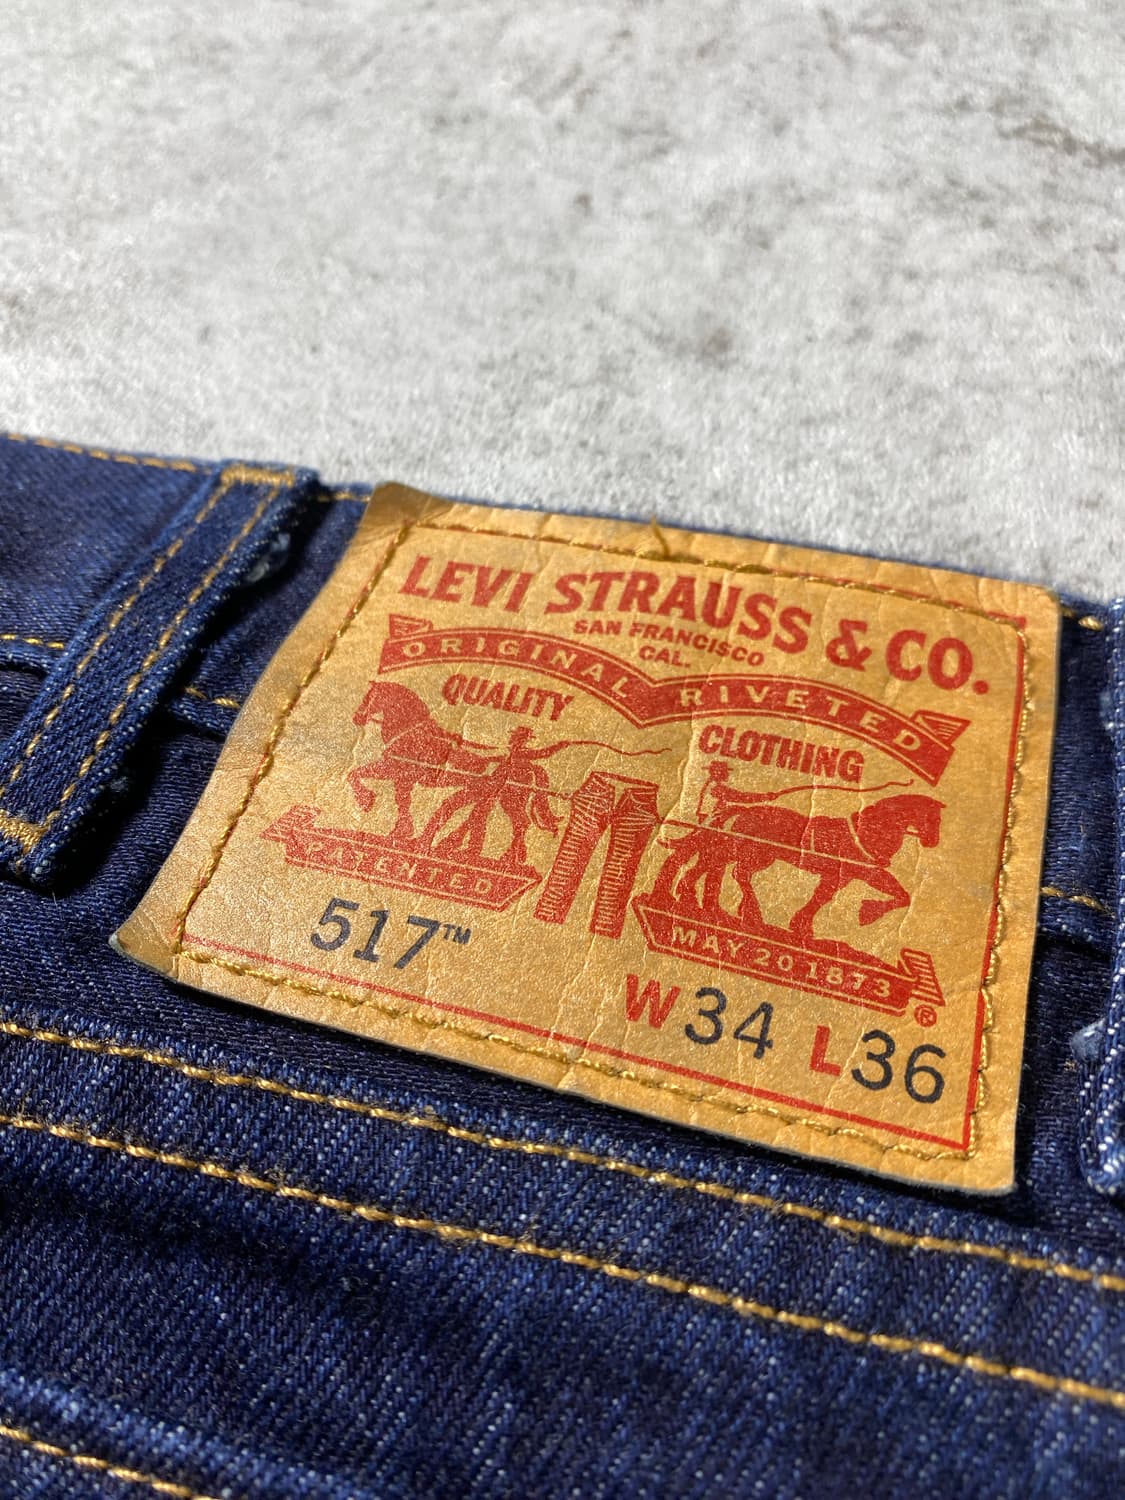 LEVI STRAUSS & CO.
SAN FRANCISCO
CAL.
ORIGINAL RIVETED
QUALITY CLOTHING
PATENTED MAY 20 1873 ®
517™
W34 L36